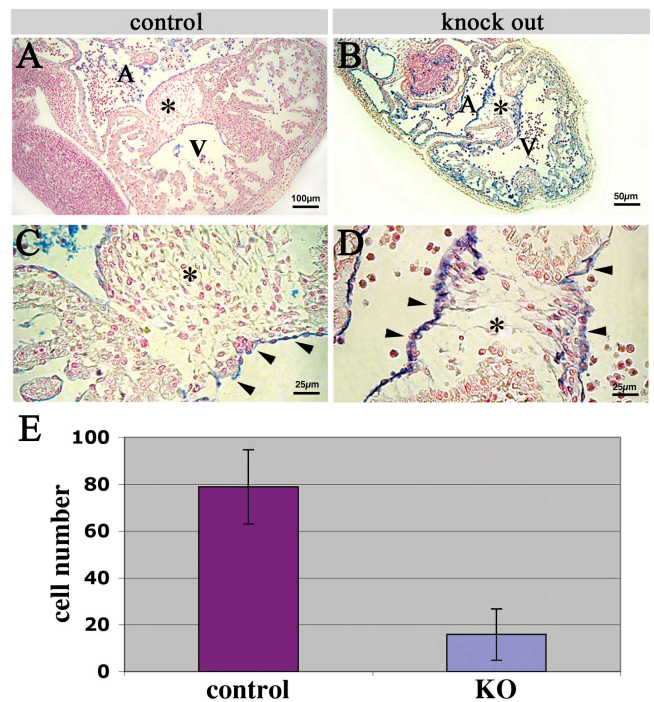 control knock out
A A * V 100µm
B A * V 50µm
C * 25µm
D * 25µm
E
100
80
60
40
20
0
cell number
control KO